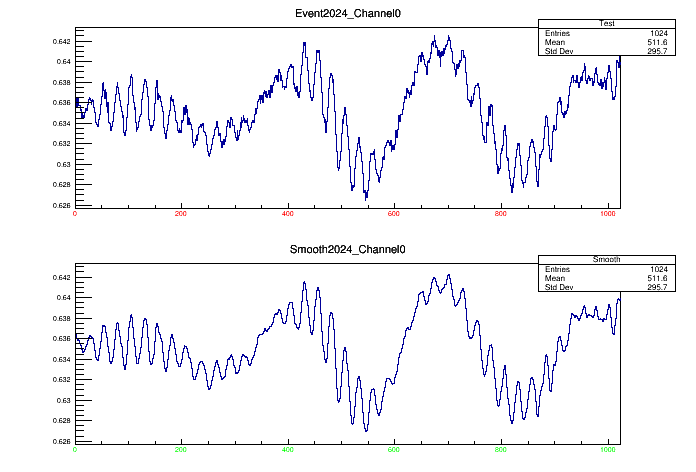 Event2024_Channel0
Test
Entries 1024
Mean 511.6
Std Dev 295.7
0.642
0.64
0.638
0.636
0.634
0.632
0.63
0.628
0.626
0 200 400 600 800 1000
Smooth2024_Channel0
Smooth
Entries 1024
Mean 511.6
Std Dev 295.7
0.642
0.64
0.638
0.636
0.634
0.632
0.63
0.628
0.626
0 200 400 600 800 1000